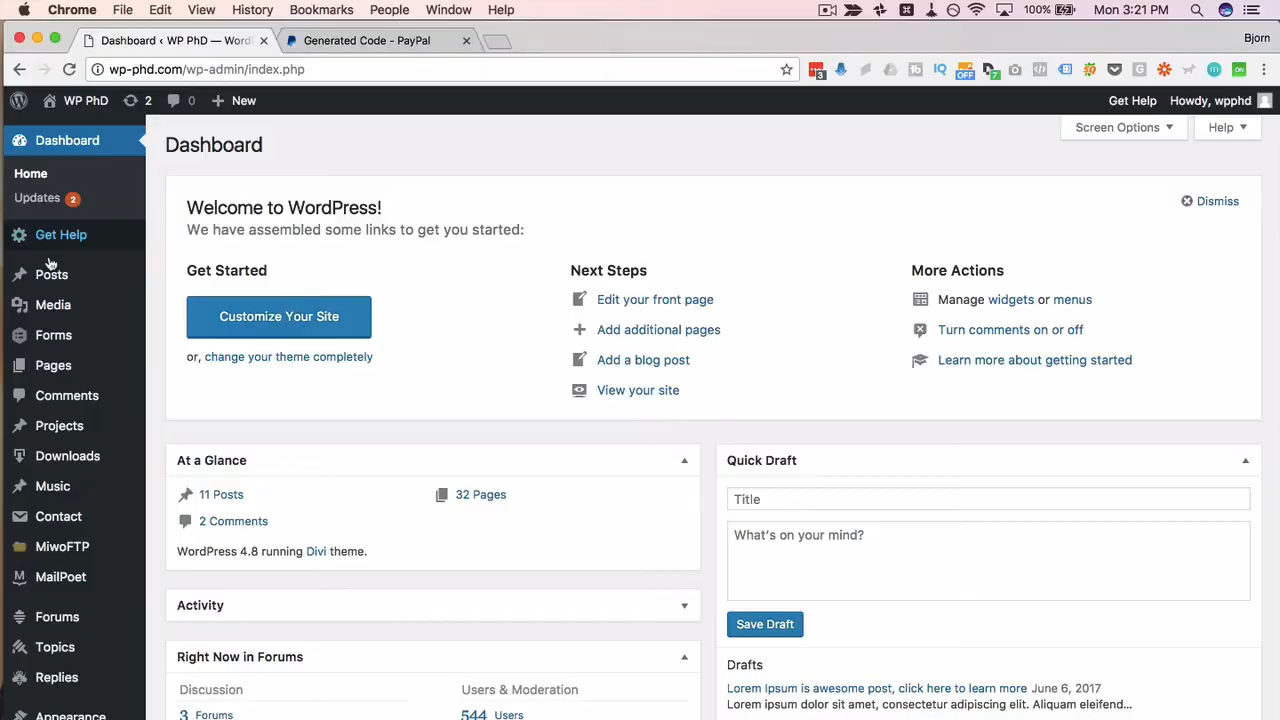 Chrome File Edit View History Bookmarks People Window Help 100% Mon 3:21 PM
Dashboard ‹ WP PhD — Word Generated Code - PayPal Bjorn
wp-phd.com/wp-admin/index.php
WP PhD 2 0 New Get Help Howdy, wpphd
Dashboard
Home
Updates 2
Get Help
Posts
Media
Forms
Pages
Comments
Projects
Downloads
Music
Contact
MiwoFTP
MailPoet
Forums
Topics
Replies
Appearance
Screen Options Help
Dashboard
Welcome to WordPress!
Dismiss
We have assembled some links to get you started:
Get Started
Customize Your Site
or, change your theme completely
Next Steps
Edit your front page
Add additional pages
Add a blog post
View your site
More Actions
Manage widgets or menus
Turn comments on or off
Learn more about getting started
At a Glance
11 Posts 32 Pages
2 Comments
WordPress 4.8 running Divi theme.
Activity
Right Now in Forums
Discussion Users & Moderation
3 Forums 544 Users
Quick Draft
Title
What's on your mind?
Save Draft
Drafts
Lorem Ipsum is awesome post, click here to learn more June 6, 2017
Lorem ipsum dolor sit amet, consectetur adipiscing elit. Aliquam eleifend...